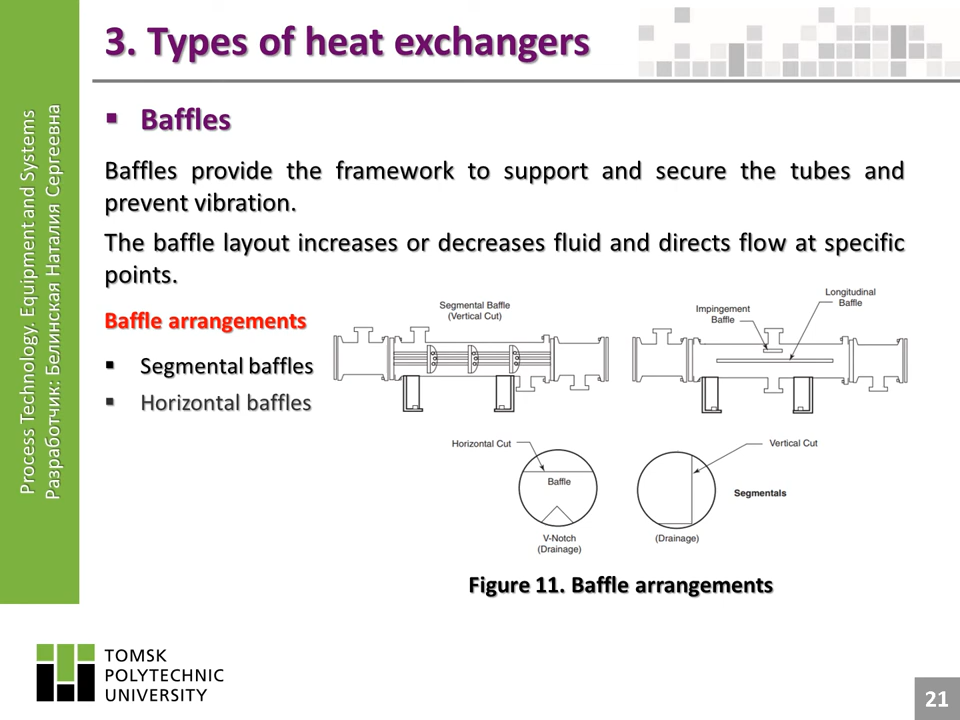 3. Types of heat exchangers
Process Technology. Equipment and Systems
Разработчик: Белинская Наталия Сергеевна
▪ Baffles
Baffles provide the framework to support and secure the tubes and
prevent vibration.
The baffle layout increases or decreases fluid and directs flow at specific
points.
Baffle arrangements
▪ Segmental baffles
▪ Horizontal baffles
Segmental Baffle
(Vertical Cut)
Impingement
Baffle
Longitudinal
Baffle
Horizontal Cut
Baffle
V-Notch
(Drainage)
Vertical Cut
Segmentals
(Drainage)
Figure 11. Baffle arrangements
TOMSK
POLYTECHNIC
UNIVERSITY
21